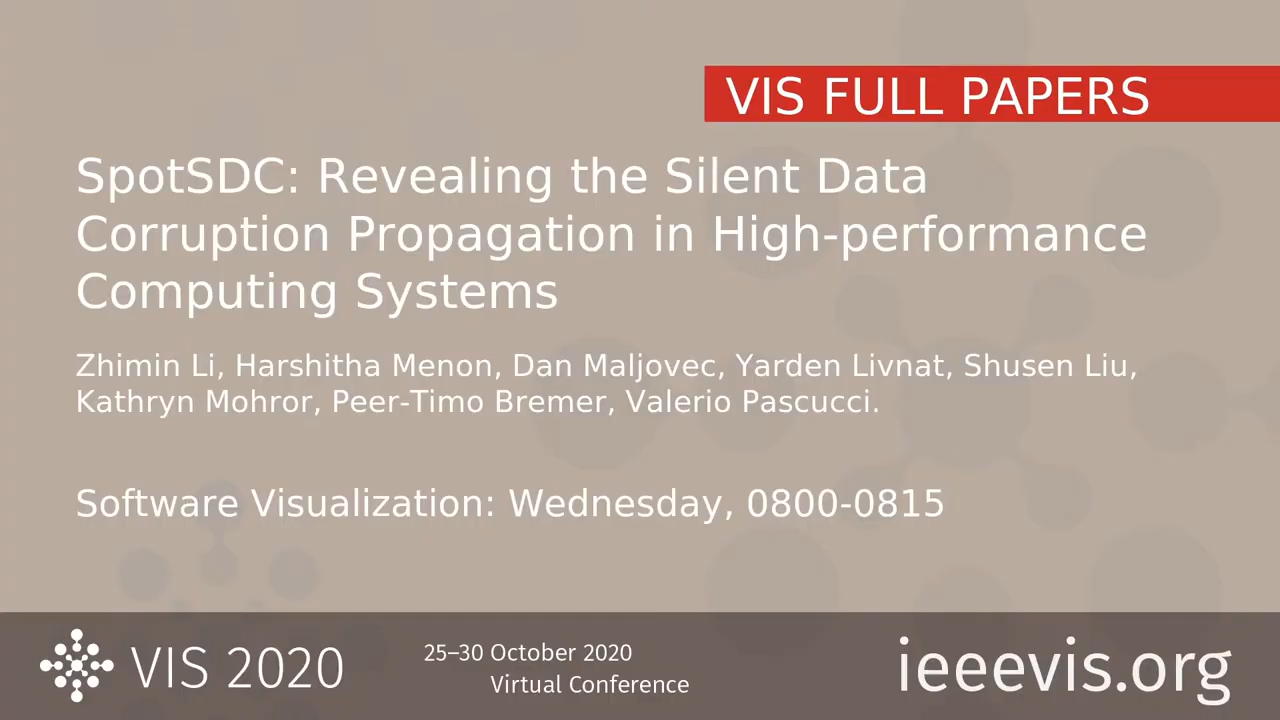 VIS FULL PAPERS
SpotSDC: Revealing the Silent Data
Corruption Propagation in High-performance
Computing Systems
Zhimin Li, Harshitha Menon, Dan Maljovec, Yarden Livnat, Shusen Liu,
Kathryn Mohror, Peer-Timo Bremer, Valerio Pascucci.
Software Visualization: Wednesday, 0800-0815
VIS 2020
25–30 October 2020
Virtual Conference
ieeevis.org